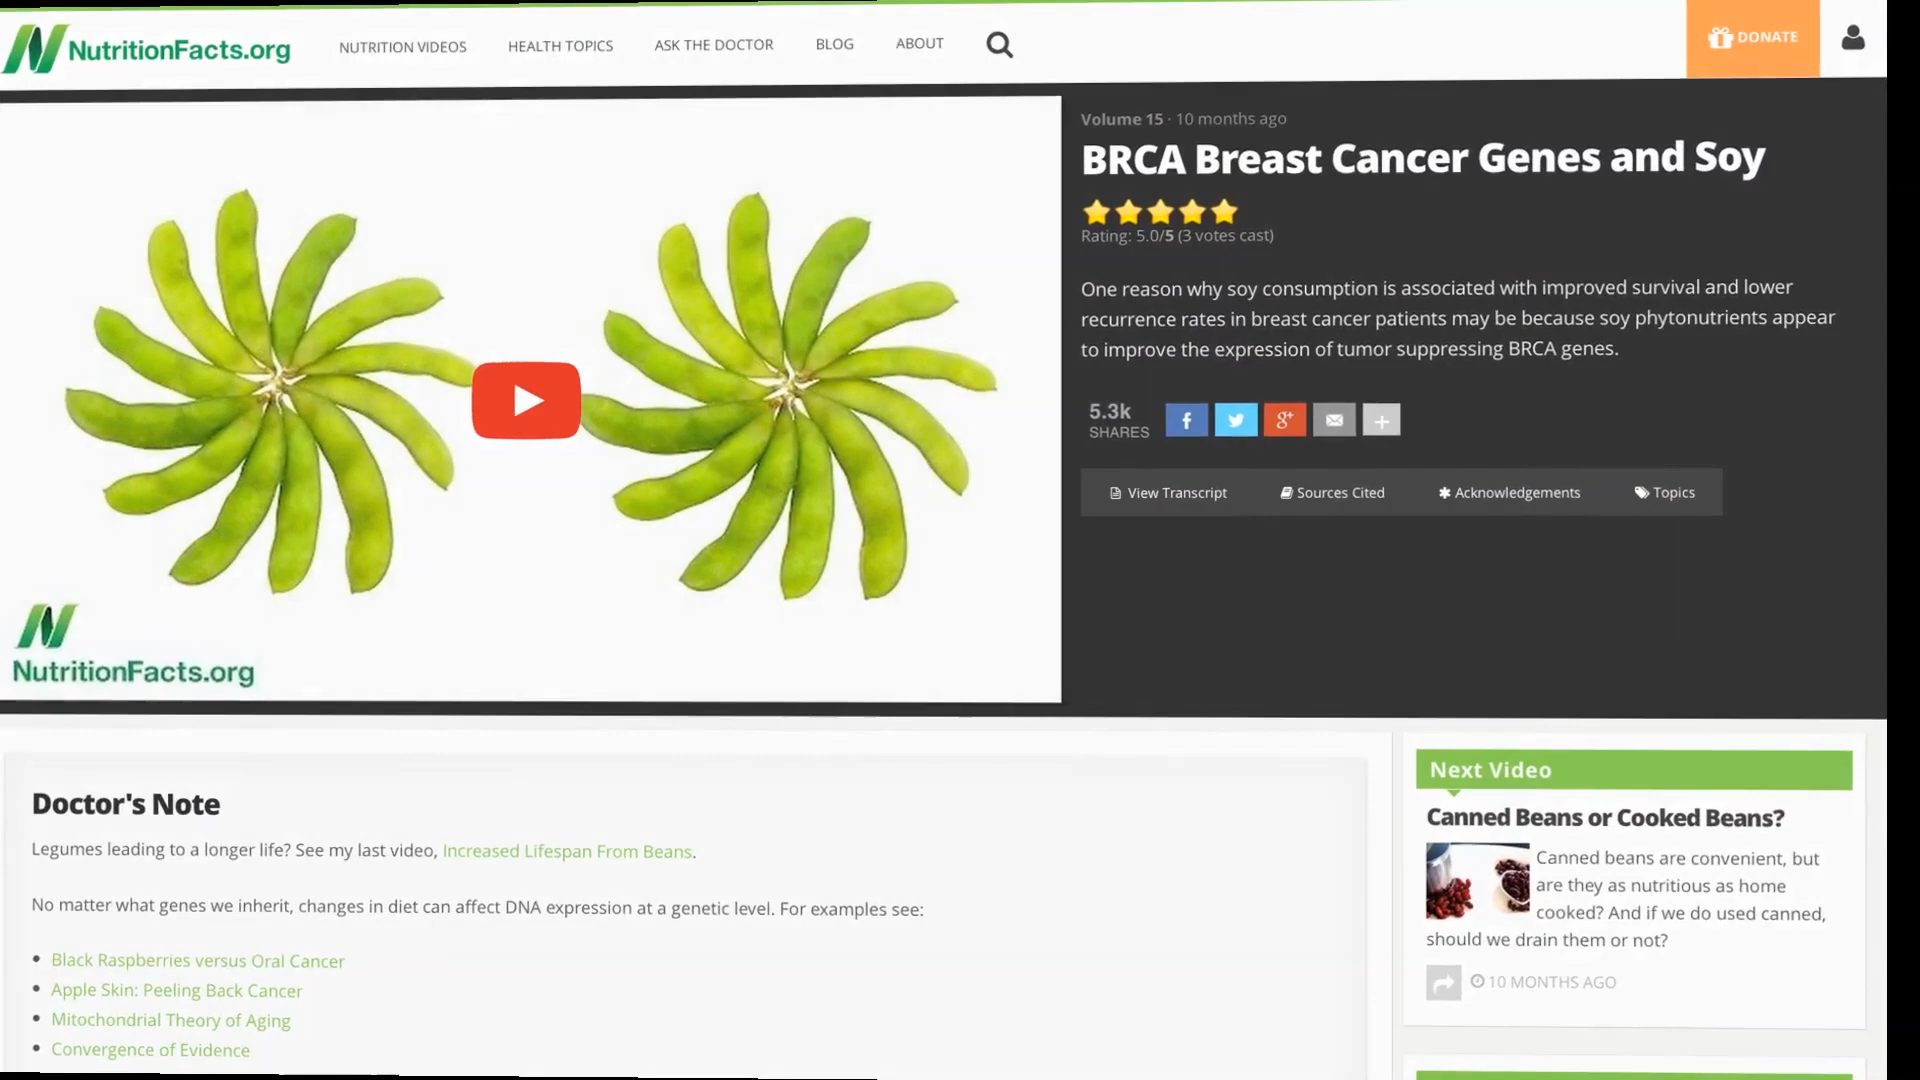 NutritionFacts.org
NUTRITION VIDEOS
HEALTH TOPICS
ASK THE DOCTOR
BLOG
ABOUT
DONATE
Volume 15 · 10 months ago
BRCA Breast Cancer Genes and Soy
Rating: 5.0/5 (3 votes cast)
One reason why soy consumption is associated with improved survival and lower
recurrence rates in breast cancer patients may be because soy phytonutrients appear
to improve the expression of tumor suppressing BRCA genes.
5.3k
SHARES
View Transcript
Sources Cited
Acknowledgements
Topics
NutritionFacts.org
Doctor's Note
Legumes leading to a longer life? See my last video, Increased Lifespan From Beans.
No matter what genes we inherit, changes in diet can affect DNA expression at a genetic level. For examples see:
Black Raspberries versus Oral Cancer
Apple Skin: Peeling Back Cancer
Mitochondrial Theory of Aging
Convergence of Evidence
Next Video
Canned Beans or Cooked Beans?
Canned beans are convenient, but
are they as nutritious as home
cooked? And if we do used canned,
should we drain them or not?
10 MONTHS AGO